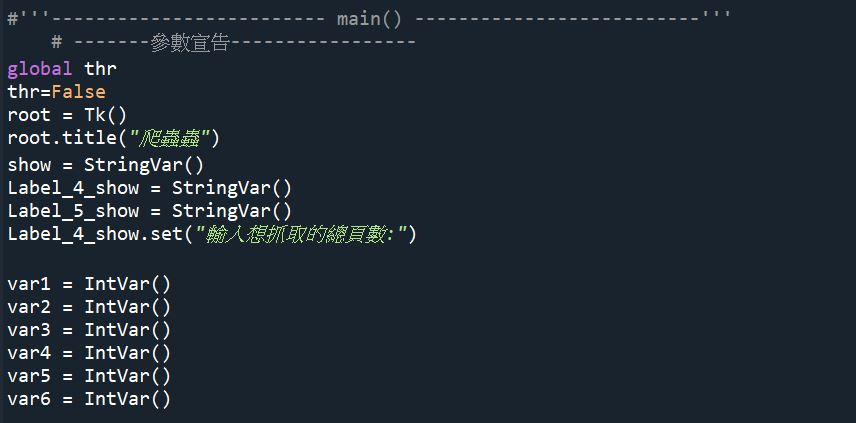 #'''------------------------- main() --------------------------'''
# -------參數宣告-----------------
global thr
thr=False
root = Tk()
root.title("爬蟲蟲")
show = StringVar()
Label_4_show = StringVar()
Label_5_show = StringVar()
Label_4_show.set("輸入想抓取的總頁數:")
var1 = IntVar()
var2 = IntVar()
var3 = IntVar()
var4 = IntVar()
var5 = IntVar()
var6 = IntVar()